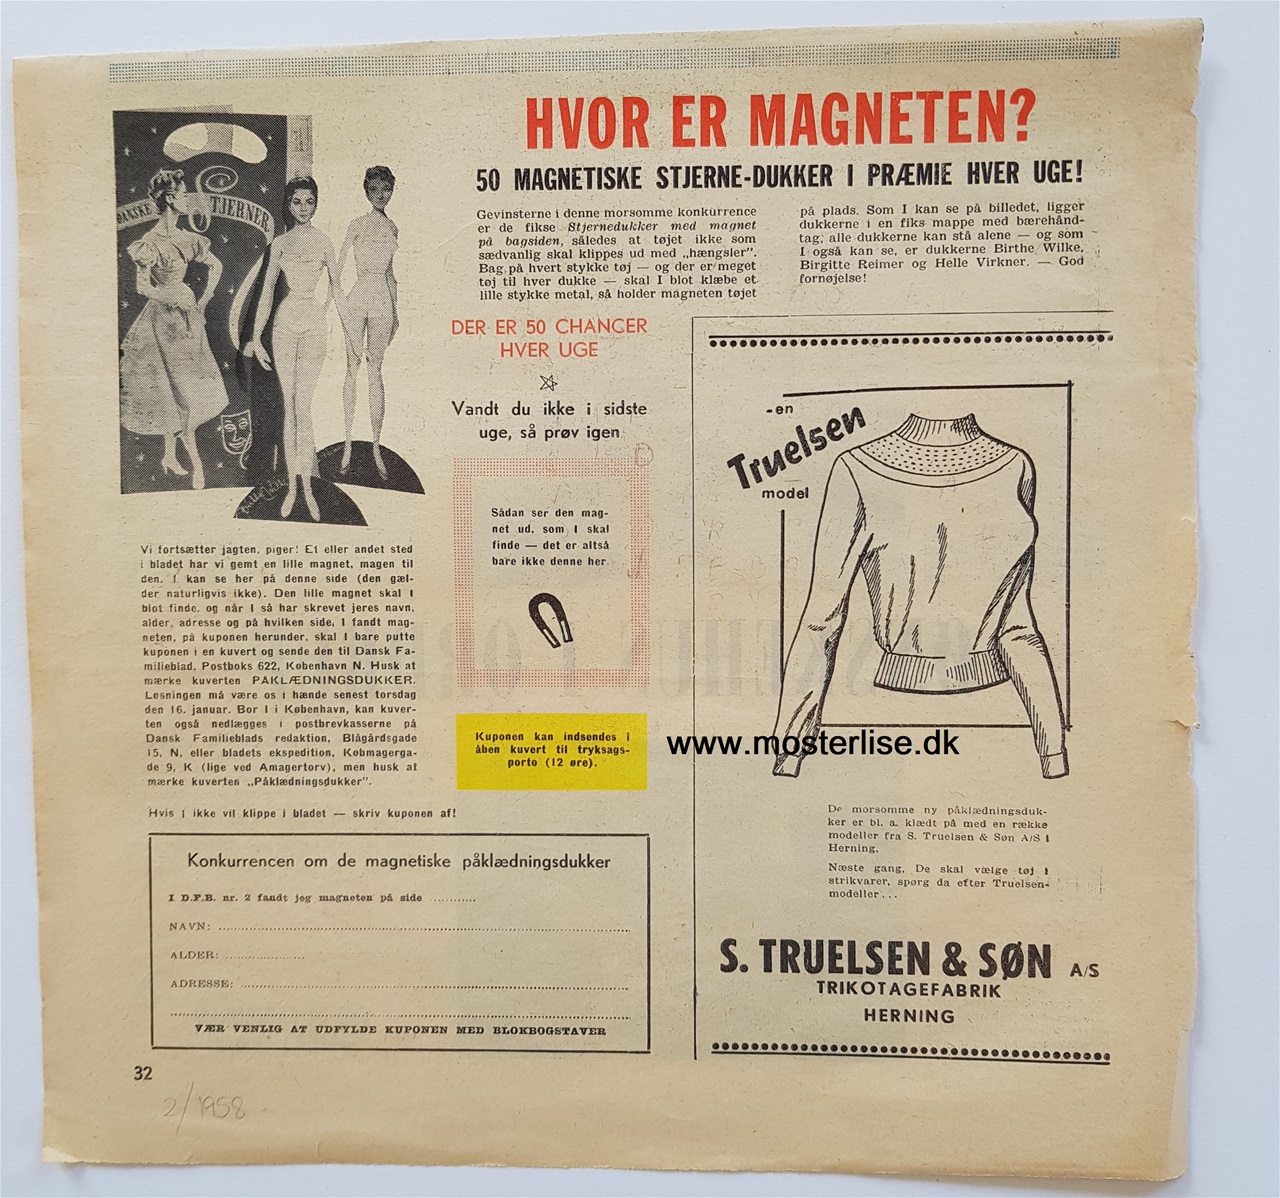 HVOR ER MAGNETEN?
50 MAGNETISKE STJERNE-DUKKER I PRÆMIE HVER UGE!
DANSKE STJERNER
Gevinsterne i denne morsomme konkurrence
er de fikse Stjernedukker med magnet
på bagsiden, således at tøjet ikke som
sædvanlig skal klippes ud med „hængsler”.
Bag på hvert stykke tøj — og der er meget
tøj til hver dukke — skal I blot klæbe et
lille stykke metal, så holder magneten tøjet
på plads. Som I kan se på billedet, ligger
dukkerne i en fiks mappe med bærehånd-
tag, alle dukkerne kan stå alene — og som
I også kan se, er dukkerne Birthe Wilke,
Birgitte Reimer og Helle Virkner. — God
fornøjelse!
DER ER 50 CHANCER
HVER UGE
Vandt du ikke i sidste
uge, så prøv igen
Sådan ser den mag-
net ud, som I skal
finde — det er altså
bare ikke denne her.
Kuponen kan indsendes i
åben kuvert til tryksags-
porto (12 øre).
Vi fortsætter jagten, piger! Et eller andet sted
i bladet har vi gemt en lille magnet, magen til
den, I kan se her på denne side (den gæl-
der naturligvis ikke). Den lille magnet skal I
blot finde, og når I så har skrevet jeres navn,
alder, adresse og på hvilken side, I fandt mag-
neten, på kuponen herunder, skal I bare putte
kuponen i en kuvert og sende den til Dansk Fa-
milieblad, Postboks 622, København N. Husk at
mærke kuverten PÅKLÆDNINGSDUKKER.
Løsningen må være os i hænde senest torsdag
den 16. januar. Bor I i København, kan kuver-
ten også nedlægges i postbrevkasserne på
Dansk Familieblads redaktion, Blågårdsgade
15, N, eller bladets ekspedition, Købmagerga-
de 9, K (lige ved Amagertorv), men husk at
mærke kuverten „Påklædningsdukker”.
Hvis I ikke vil klippe i bladet — skriv kuponen af!
Konkurrencen om de magnetiske påklædningsdukker
I D.F.B. nr. 2 fandt jeg magneten på side ............
NAVN: ..........
ALDER: ..........
ADRESSE: ..........
VÆR VENLIG AT UDFYLDE KUPONEN MED BLOKBOGSTAVER
32
2/1958
-en
Truelsen
model
www.mosterlise.dk
De morsomme ny påklædningsduk-
ker er bl. a. klædt på med en række
modeller fra S. Truelsen & Søn A/S i
Herning.
Næste gang, De skal vælge tøj i
strikvarer, spørg da efter Truelsen-
modeller...
S. TRUELSEN & SØN A/S
TRIKOTAGEFABRIK
HERNING